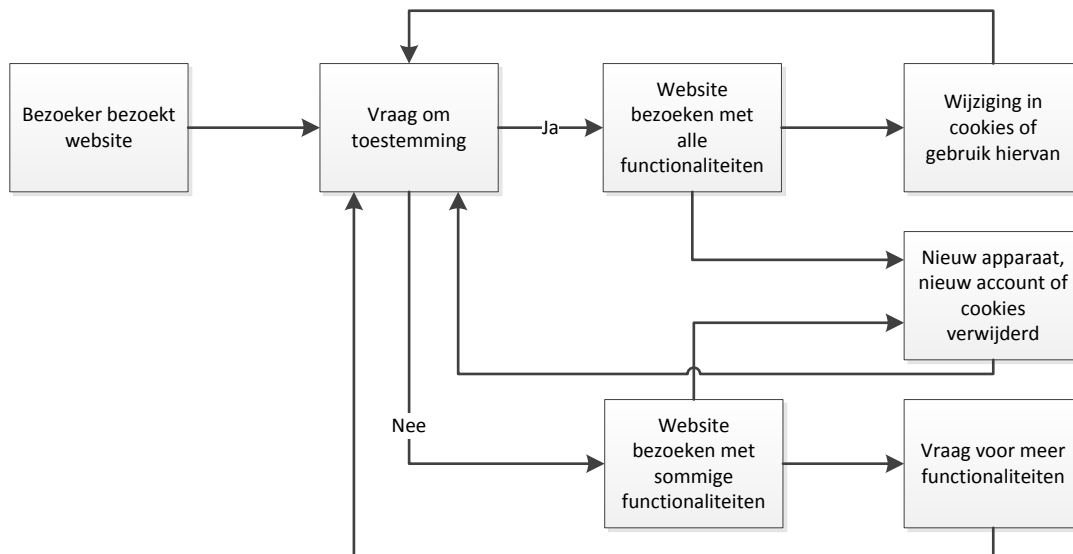 Bezoeker bezoekt
website
Vraag om
toestemming
Ja
Website
bezoeken met
alle
functionaliteiten
Wijziging in
cookies of
gebruik hiervan
Nieuw apparaat,
nieuw account of
cookies
verwijderd
Nee
Website
bezoeken met
sommige
functionaliteiten
Vraag voor meer
functionaliteiten